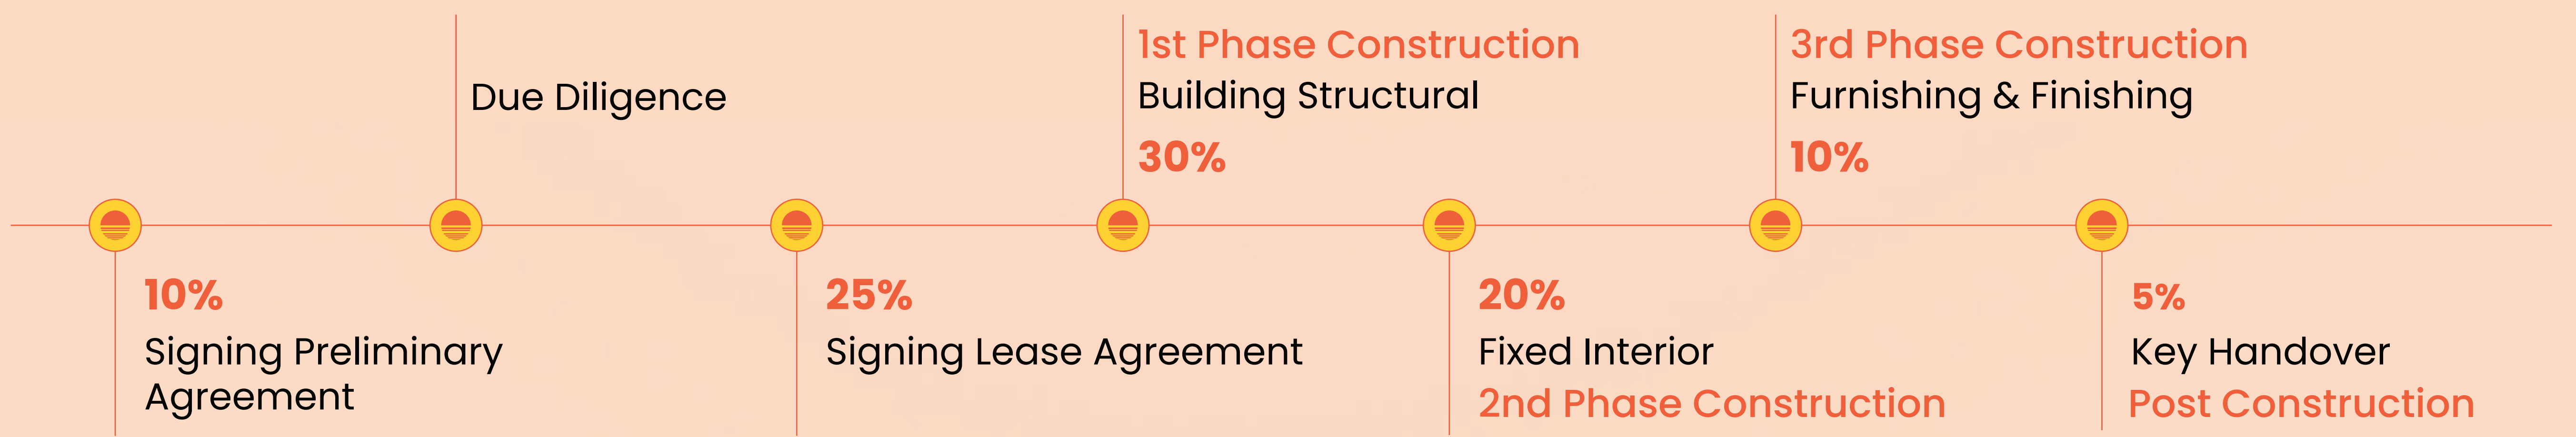 10%
Signing Preliminary
Agreement
Due Diligence
25%
Signing Lease Agreement
1st Phase Construction
Building Structural
30%
20%
Fixed Interior
2nd Phase Construction
3rd Phase Construction
Furnishing & Finishing
10%
5%
Key Handover
Post Construction